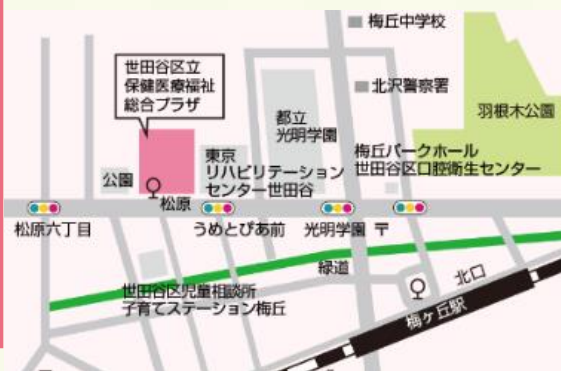 梅丘中学校
世田谷区立
保健医療福祉
総合プラザ
北沢警察署
羽根木公園
都立
光明学園
東京
リハビリテーション
センター世田谷
梅丘パークホール
世田谷区口腔衛生センター
公園
松原
松原六丁目
うめとぴあ前
光明学園
〒
緑道
北口
世田谷区児童相談所
子育てステーション梅丘
梅ヶ丘駅